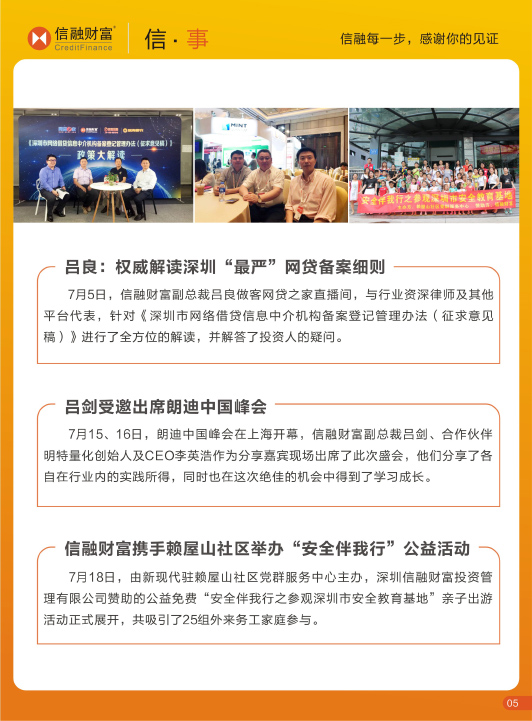 信融财富®
CreditFinance
信·事
信融每一步，感谢你的见证
《深圳市网络借贷信息中介机构备案登记管理办法（征求意见稿）》
政策大解读
MINT
安全伴我行之参观深圳市安全教育基地
吕良：权威解读深圳“最严”网贷备案细则
7月5日，信融财富副总裁吕良做客网贷之家直播间，与行业资深律师及其他
平台代表，针对《深圳市网络借贷信息中介机构备案登记管理办法（征求意见
稿）》进行了全方位的解读，并解答了投资人的疑问。
吕剑受邀出席朗迪中国峰会
7月15、16日，朗迪中国峰会在上海开幕，信融财富副总裁吕剑、合作伙伴
明特量化创始人及CEO李英浩作为分享嘉宾现场出席了此次盛会，他们分享了各
自在行业内的实践所得，同时也在这次绝佳的机会中得到了学习成长。
信融财富携手赖屋山社区举办“安全伴我行”公益活动
7月18日，由新现代驻赖屋山社区党群服务中心主办，深圳信融财富投资管
理有限公司赞助的公益免费“安全伴我行之参观深圳市安全教育基地”亲子出游
活动正式展开，共吸引了25组外来务工家庭参与。
05